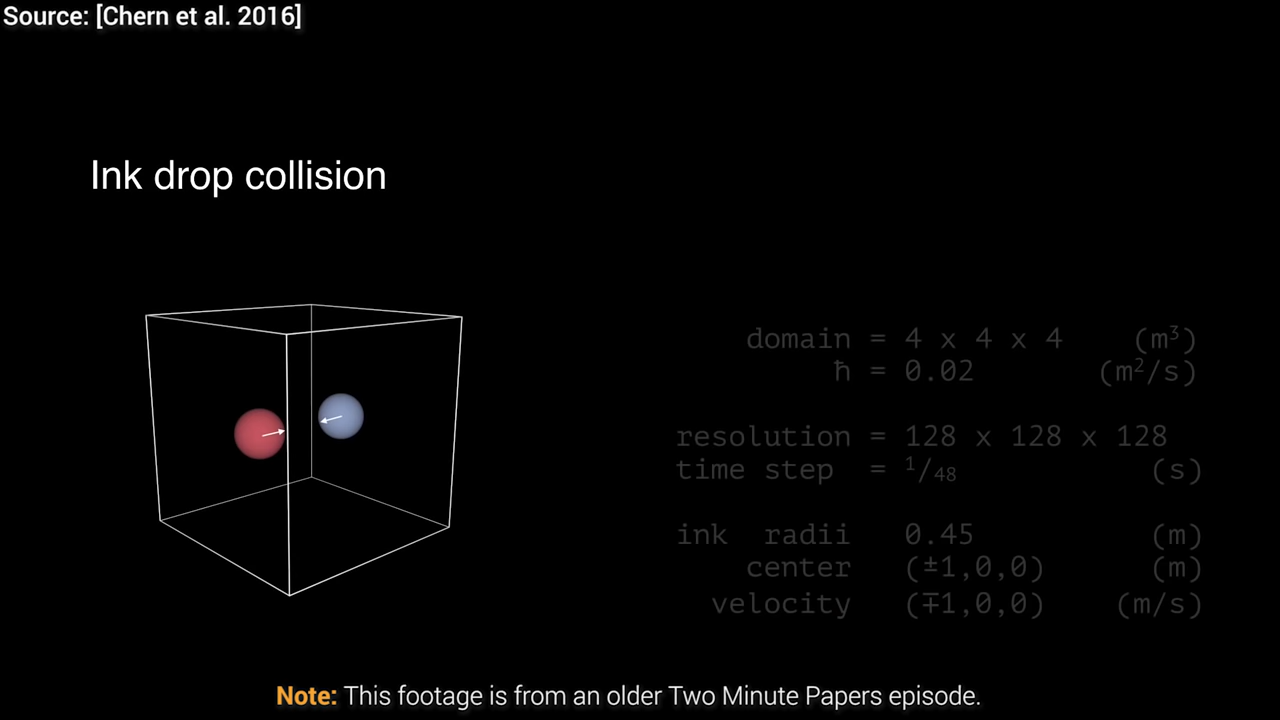 Source: [Chern et al. 2016]
Ink drop collision
domain = 4 x 4 x 4 (m³)
ħ = 0.02 (m²/s)
resolution = 128 x 128 x 128
time step = ¹/₄₈ (s)
ink radii 0.45 (m)
center (±1,0,0) (m)
velocity (∓1,0,0) (m/s)
Note: This footage is from an older Two Minute Papers episode.